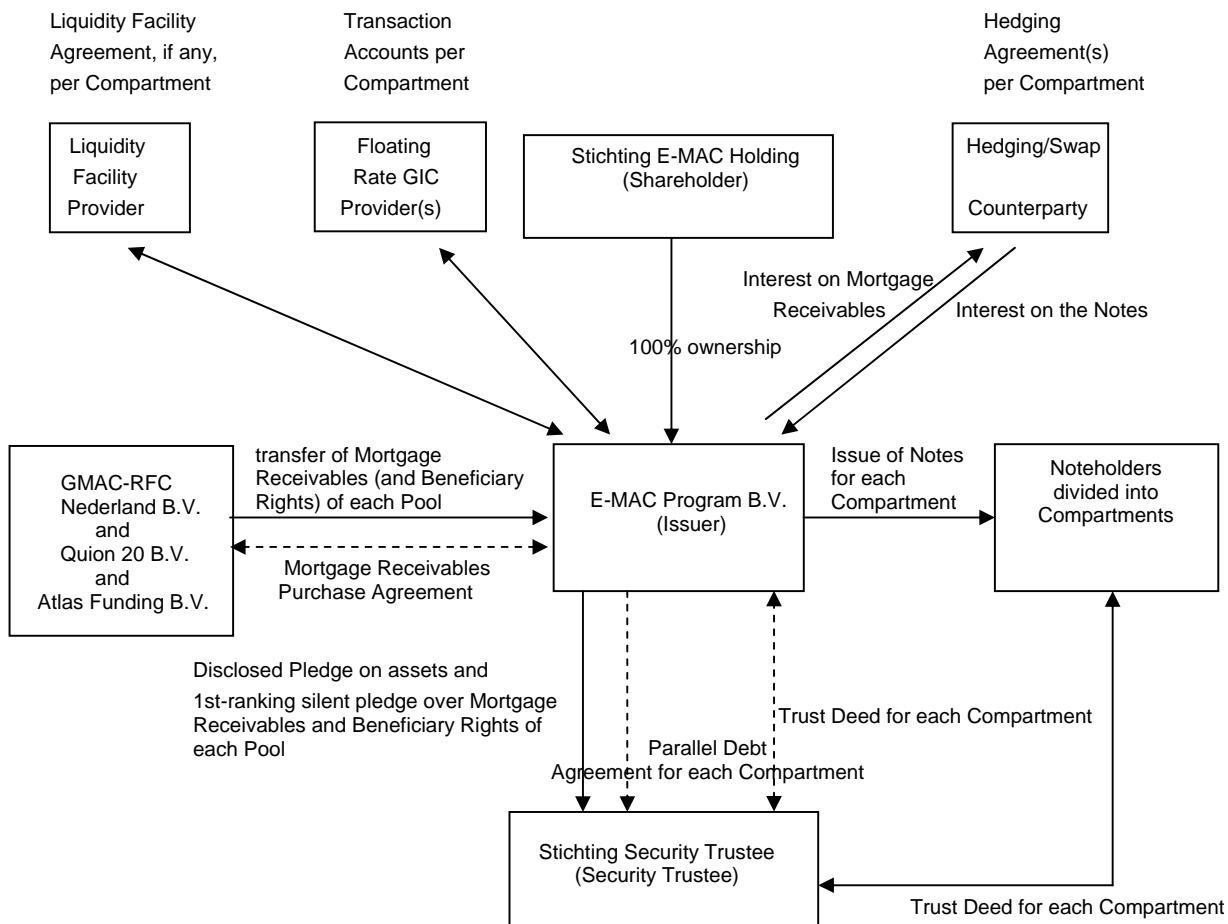 Liquidity Facility
Agreement, if any,
per Compartment
Transaction
Accounts per
Compartment
Hedging
Agreement(s)
per Compartment
Liquidity
Facility
Provider
Floating
Rate GIC
Provider(s)
Stichting E-MAC Holding
(Shareholder)
Hedging/Swap
Counterparty
Interest on Mortgage
Receivables
Interest on the Notes
100% ownership
GMAC-RFC
Nederland B.V.
and
Quion 20 B.V.
and
Atlas Funding B.V.
transfer of Mortgage
Receivables (and Beneficiary
Rights) of each Pool
Mortgage Receivables
Purchase Agreement
E-MAC Program B.V.
(Issuer)
Issue of Notes
for each
Compartment
Noteholders
divided into
Compartments
Disclosed Pledge on assets and
1st-ranking silent pledge over Mortgage
Receivables and Beneficiary Rights of
each Pool
Parallel Debt
Agreement for each Compartment
Trust Deed for each Compartment
Stichting Security Trustee
(Security Trustee)
Trust Deed for each Compartment